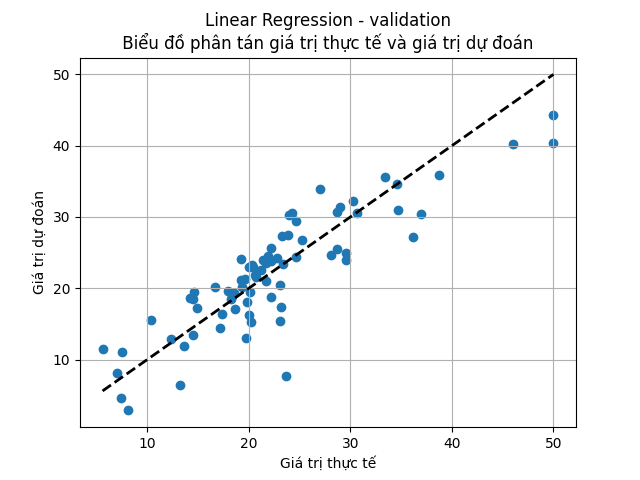 Linear Regression - validation
Biểu đồ phân tán giá trị thực tế và giá trị dự đoán
50
40
30
20
10
Giá trị dự đoán
10
20
30
40
50
Giá trị thực tế